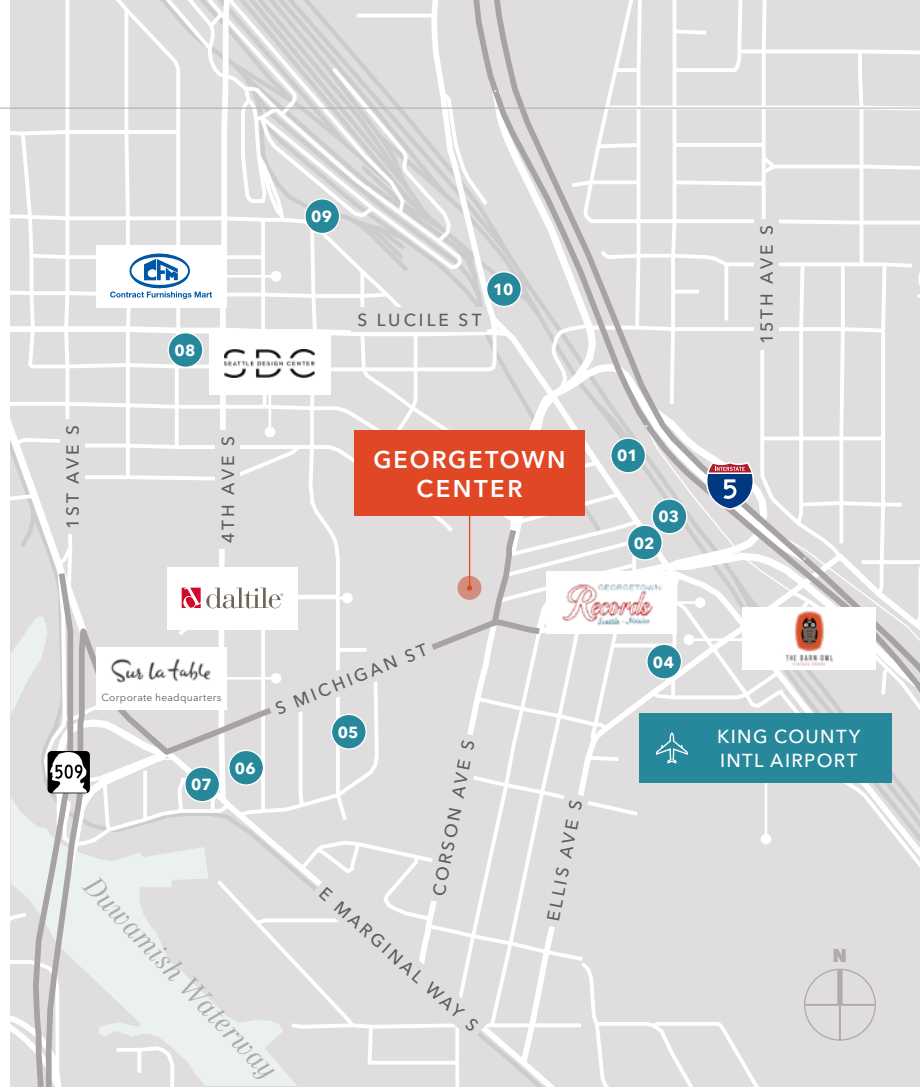 09
10
CFM
Contract Furnishings Mart
S LUCILE ST
15TH AVE S
08
SDC
SEATTLE DESIGN CENTER
1ST AVE S
4TH AVE S
GEORGETOWN
CENTER
01
INTERSTATE
5
03
02
daltile
GEORGETOWN
Records
Seattle - Mexico
THE BARN OWL
VINTAGE GOODS
04
Sur la table
Corporate headquarters
S MICHIGAN ST
05
KING COUNTY
INTL AIRPORT
509
06
07
CORSON AVE S
ELLIS AVE S
E MARGINAL WAY S
Duwamish Waterway
N